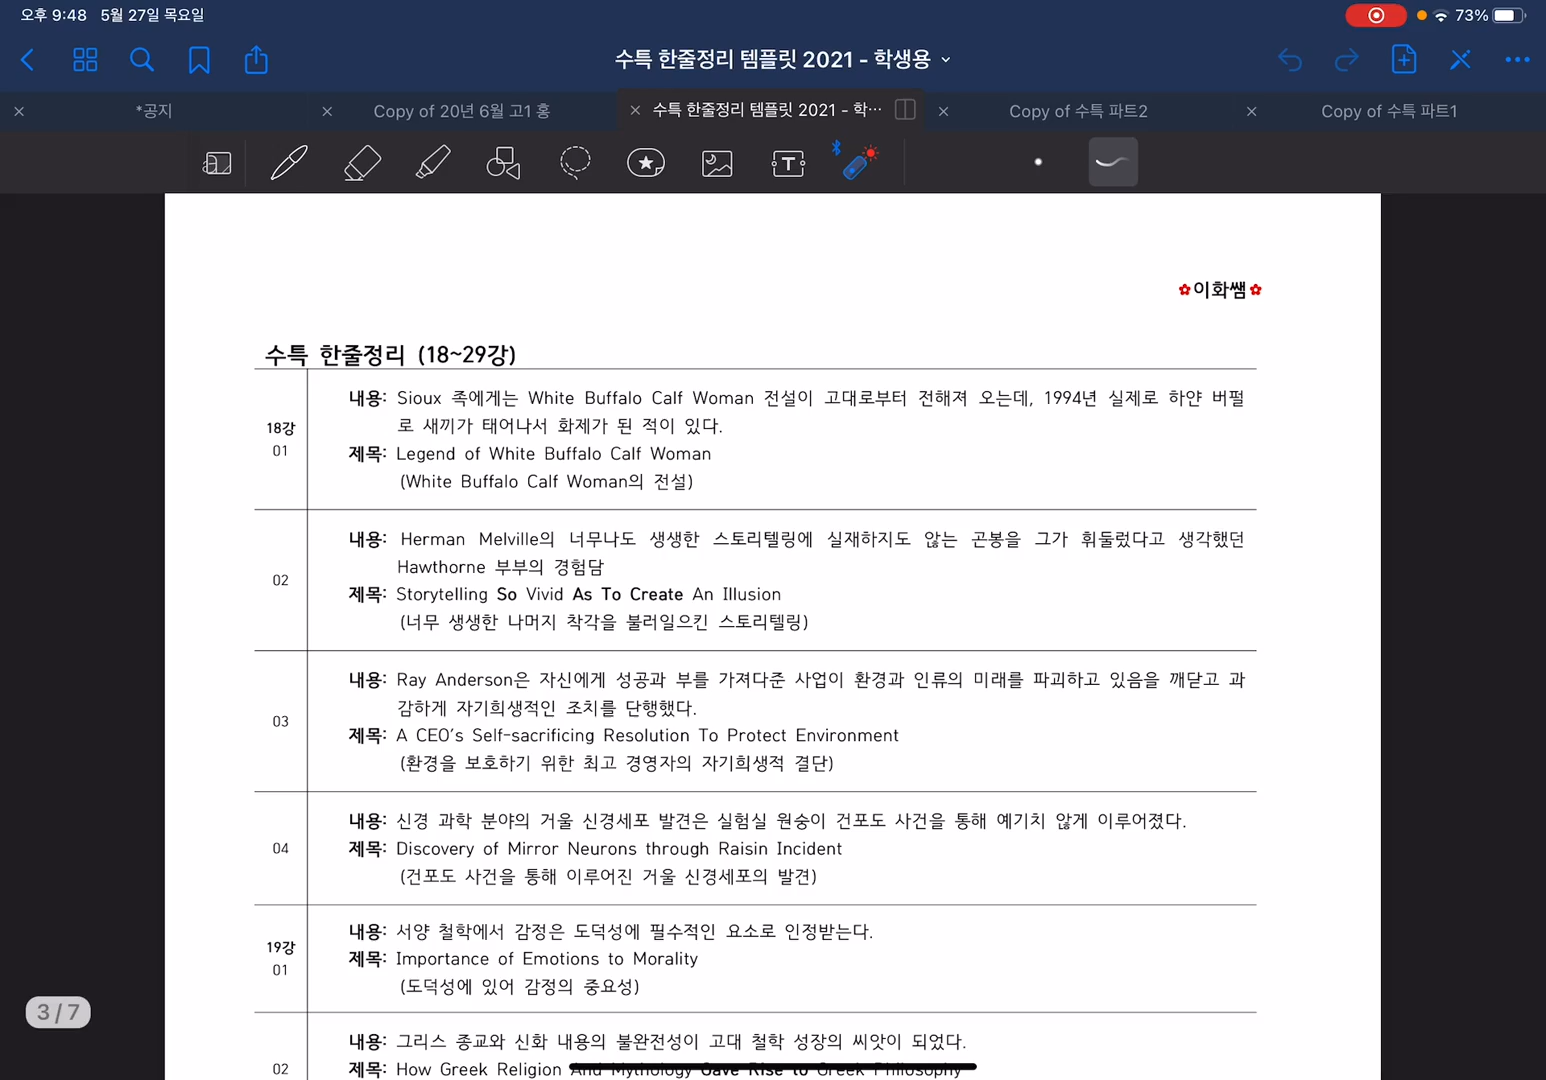 오후 9:48 5월 27일 목요일
73%
수특 한줄정리 템플릿 2021 - 학생용
*공지
Copy of 20년 6월 고1 홍
수특 한줄정리 템플릿 2021 - 학…
Copy of 수특 파트2
Copy of 수특 파트1
✿이화쌤✿
수특 한줄정리 (18~29강)
18강
01
내용: Sioux 족에게는 White Buffalo Calf Woman 전설이 고대로부터 전해져 오는데, 1994년 실제로 하얀 버펄
로 새끼가 태어나서 화제가 된 적이 있다.
제목: Legend of White Buffalo Calf Woman
(White Buffalo Calf Woman의 전설)
02
내용: Herman Melville의 너무나도 생생한 스토리텔링에 실재하지도 않는 곤봉을 그가 휘둘렀다고 생각했던
Hawthorne 부부의 경험담
제목: Storytelling So Vivid As To Create An Illusion
(너무 생생한 나머지 착각을 불러일으킨 스토리텔링)
03
내용: Ray Anderson은 자신에게 성공과 부를 가져다준 사업이 환경과 인류의 미래를 파괴하고 있음을 깨닫고 과
감하게 자기희생적인 조치를 단행했다.
제목: A CEO's Self-sacrificing Resolution To Protect Environment
(환경을 보호하기 위한 최고 경영자의 자기희생적 결단)
04
내용: 신경 과학 분야의 거울 신경세포 발견은 실험실 원숭이 건포도 사건을 통해 예기치 않게 이루어졌다.
제목: Discovery of Mirror Neurons through Raisin Incident
(건포도 사건을 통해 이루어진 거울 신경세포의 발견)
19강
01
내용: 서양 철학에서 감정은 도덕성에 필수적인 요소로 인정받는다.
제목: Importance of Emotions to Morality
(도덕성에 있어 감정의 중요성)
02
내용: 그리스 종교와 신화 내용의 불완전성이 고대 철학 성장의 씨앗이 되었다.
제목: How Greek Religion And Mythology Gave Rise to Greek Philosophy
3 / 7